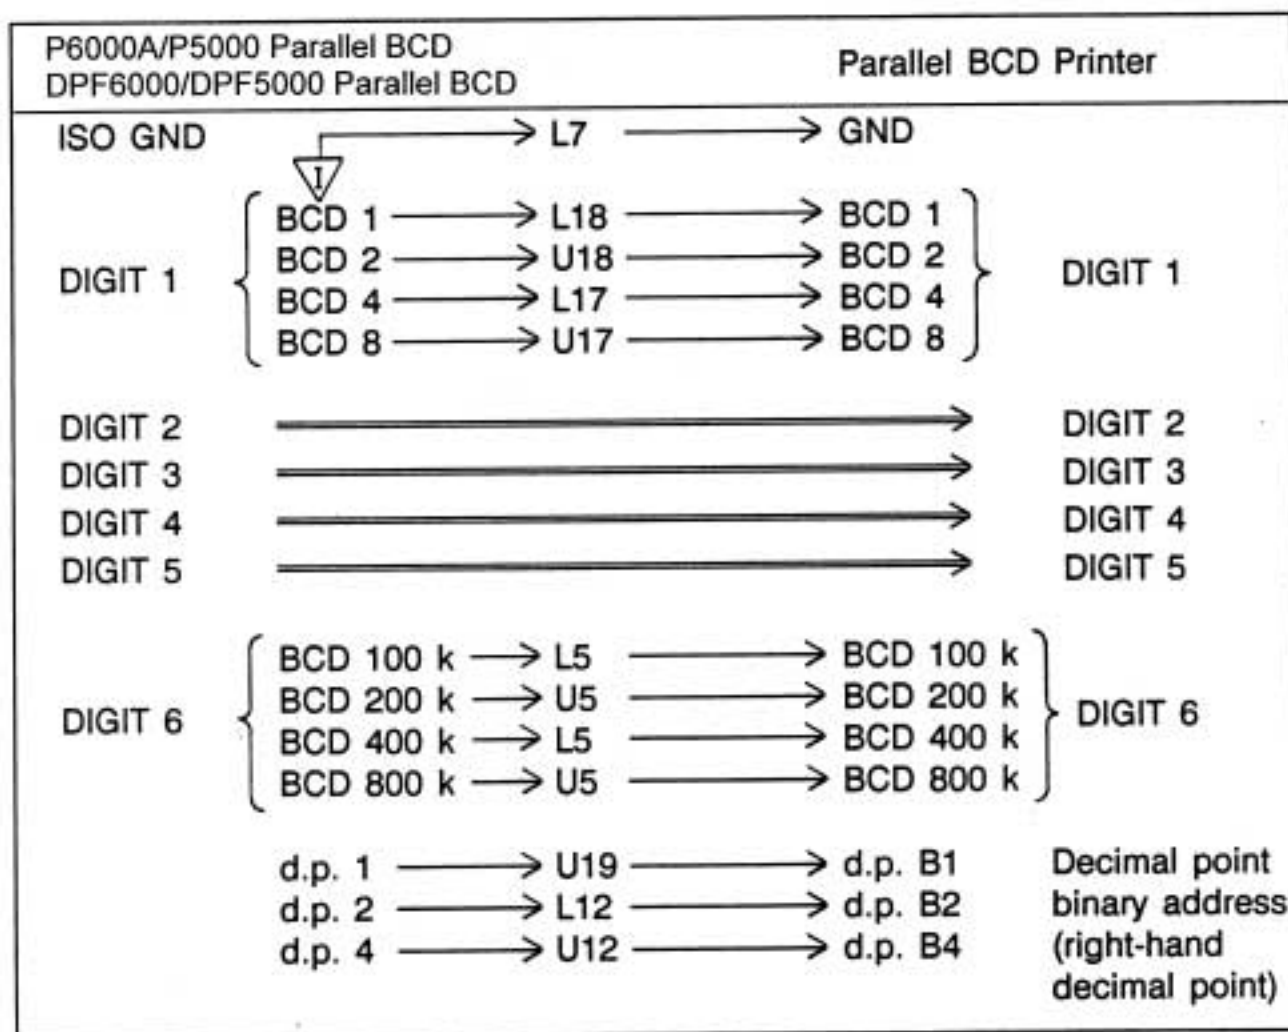 P6000A/P5000 Parallel BCD
DPF6000/DPF5000 Parallel BCD
Parallel BCD Printer
ISO GND L7 GND
I
DIGIT 1
BCD 1 L18 BCD 1
BCD 2 U18 BCD 2
BCD 4 L17 BCD 4
BCD 8 U17 BCD 8
DIGIT 1
DIGIT 2 DIGIT 2
DIGIT 3 DIGIT 3
DIGIT 4 DIGIT 4
DIGIT 5 DIGIT 5
DIGIT 6
BCD 100 k L5 BCD 100 k
BCD 200 k U5 BCD 200 k
BCD 400 k L5 BCD 400 k
BCD 800 k U5 BCD 800 k
DIGIT 6
d.p. 1 U19 d.p. B1
d.p. 2 L12 d.p. B2
d.p. 4 U12 d.p. B4
Decimal point
binary address
(right-hand
decimal point)